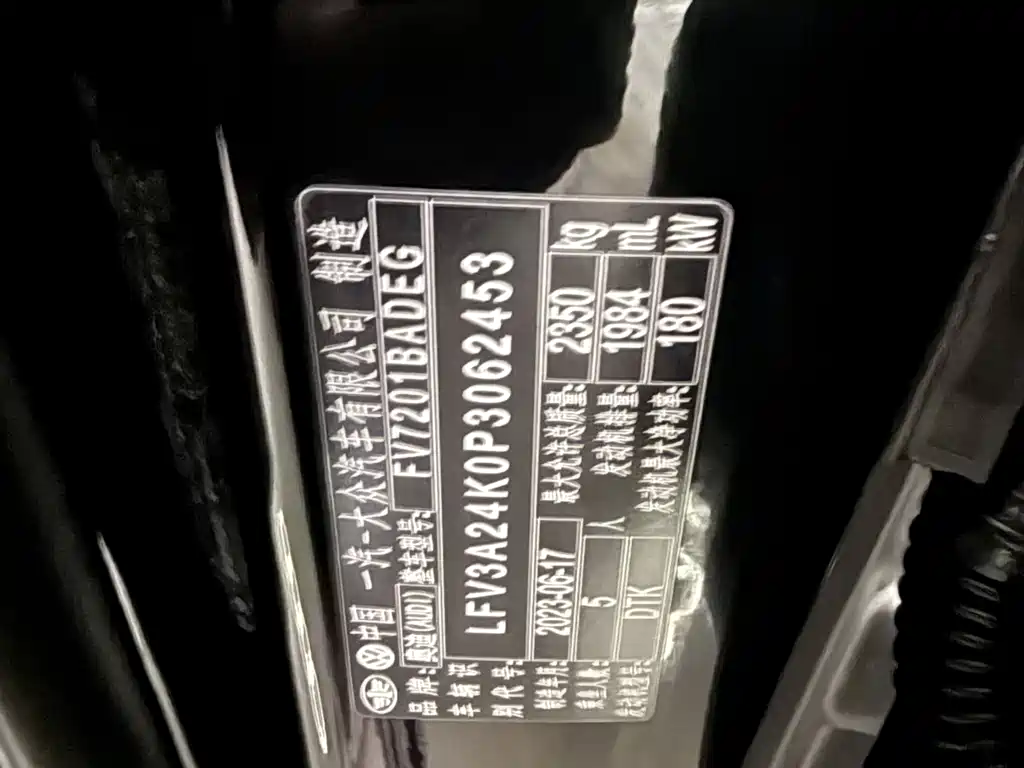 中国 一汽-大众汽车有限公司 制造
品牌: 奥迪(AUDI) 整车型号: FV7201BADEG
车辆识别代号: LFV3A24K0P3062453
制造年月: 2023-06-17 最大允许总质量: 2350 kg
乘坐人数: 5 人 发动机排量: 1984 mL
发动机型号: DTK 发动机最大净功率: 180 kW